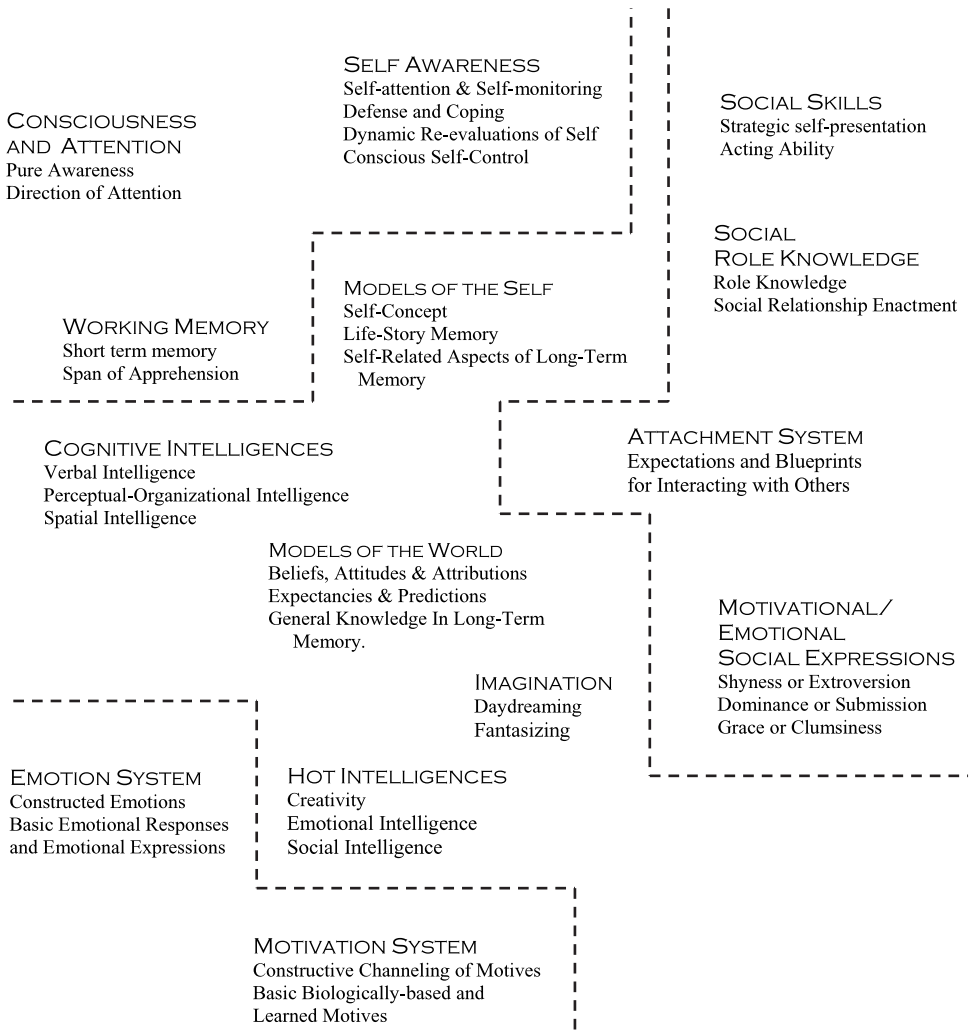 SELF AWARENESS
Self-attention & Self-monitoring
Defense and Coping
Dynamic Re-evaluations of Self
Conscious Self-Control
CONSCIOUSNESS
AND ATTENTION
Pure Awareness
Direction of Attention
SOCIAL SKILLS
Strategic self-presentation
Acting Ability
SOCIAL
ROLE KNOWLEDGE
Role Knowledge
Social Relationship Enactment
MODELS OF THE SELF
Self-Concept
Life-Story Memory
Self-Related Aspects of Long-Term
Memory
WORKING MEMORY
Short term memory
Span of Apprehension
COGNITIVE INTELLIGENCES
Verbal Intelligence
Perceptual-Organizational Intelligence
Spatial Intelligence
ATTACHMENT SYSTEM
Expectations and Blueprints
for Interacting with Others
MODELS OF THE WORLD
Beliefs, Attitudes & Attributions
Expectancies & Predictions
General Knowledge In Long-Term
Memory.
MOTIVATIONAL/
EMOTIONAL
SOCIAL EXPRESSIONS
Shyness or Extroversion
Dominance or Submission
Grace or Clumsiness
IMAGINATION
Daydreaming
Fantasizing
EMOTION SYSTEM
Constructed Emotions
Basic Emotional Responses
and Emotional Expressions
HOT INTELLIGENCES
Creativity
Emotional Intelligence
Social Intelligence
MOTIVATION SYSTEM
Constructive Channeling of Motives
Basic Biologically-based and
Learned Motives